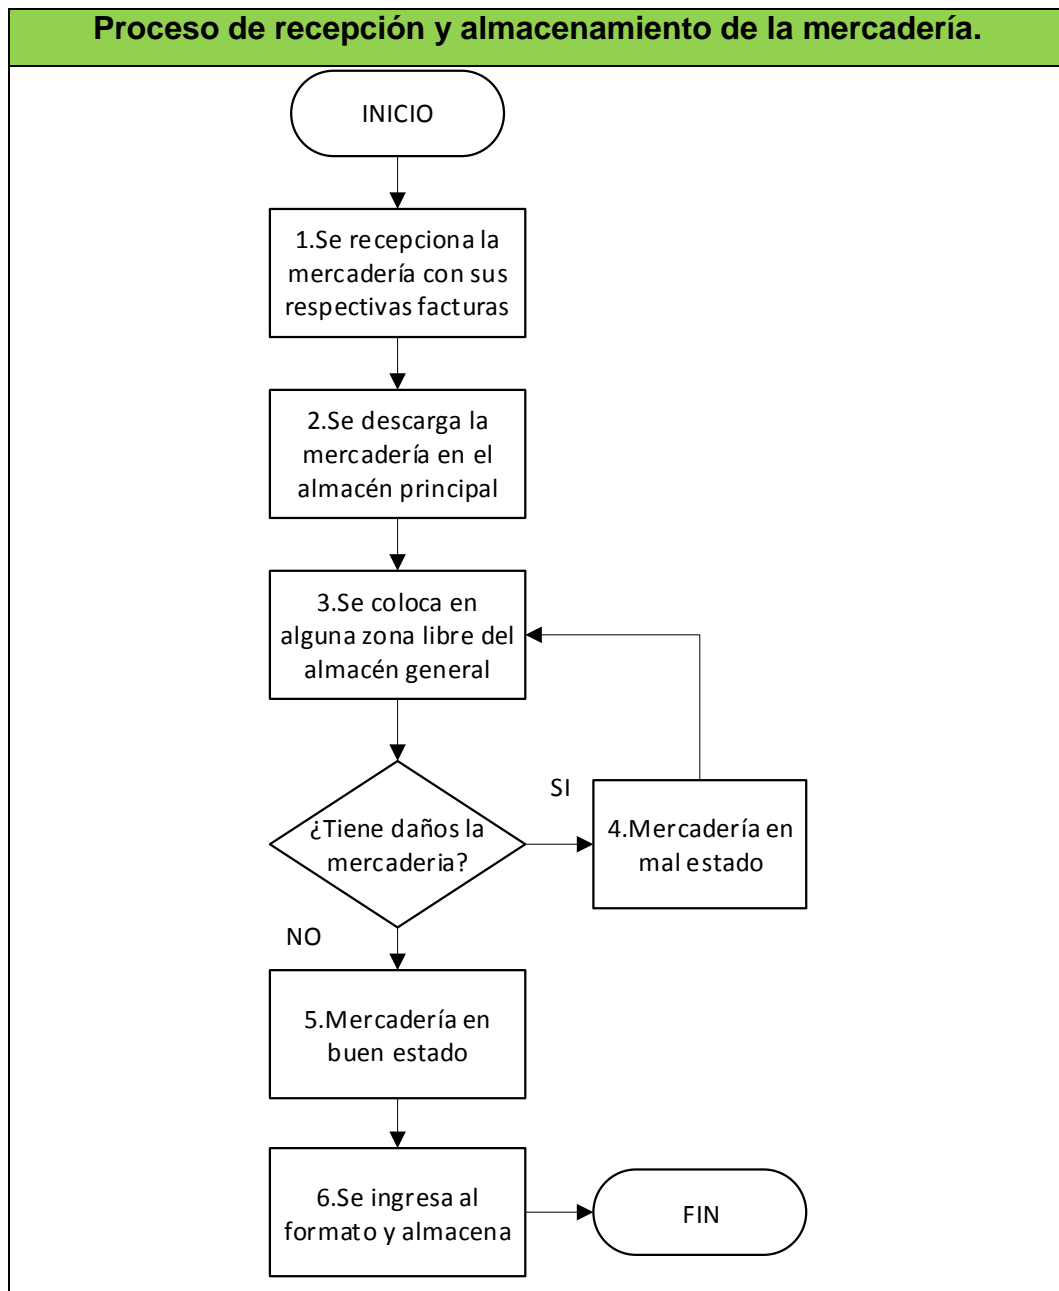 Proceso de recepción y almacenamiento de la mercadería.
INICIO
1.Se recepciona la
mercadería con sus
respectivas facturas
2.Se descarga la
mercadería en el
almacén principal
3.Se coloca en
alguna zona libre del
almacén general
¿Tiene daños la
mercaderia?
SI
4.Mercadería en
mal estado
NO
5.Mercadería en
buen estado
6.Se ingresa al
formato y almacena
FIN